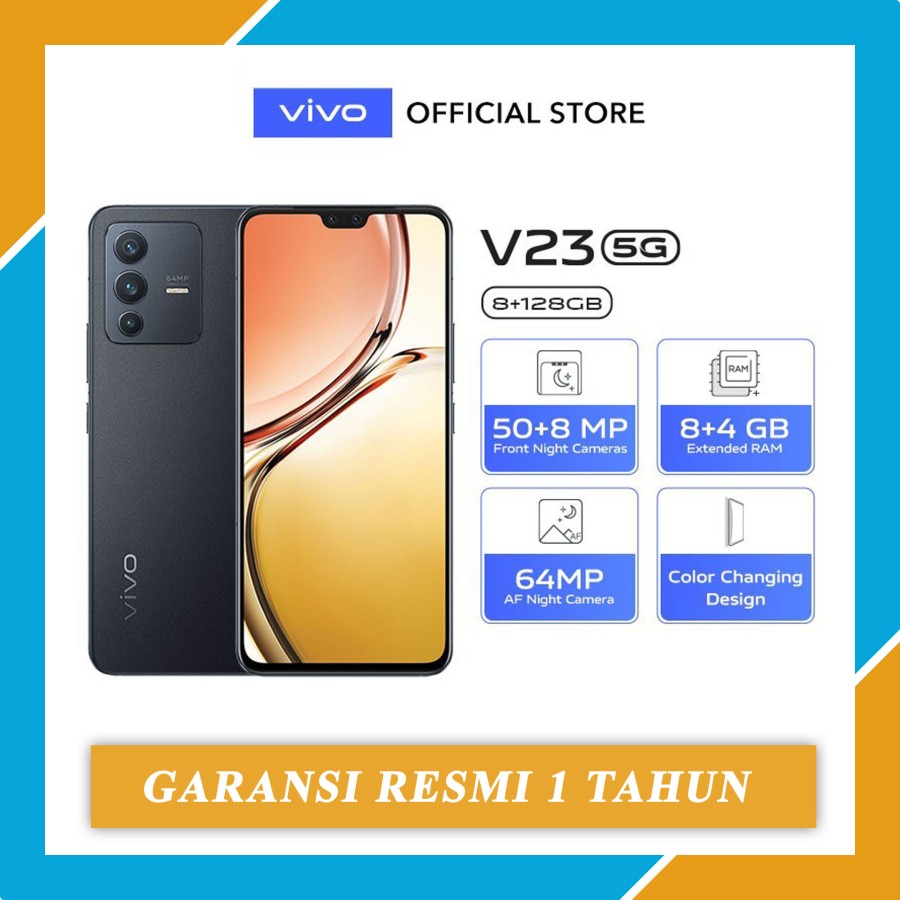 vivo OFFICIAL STORE
V23 5G
8+128GB
64MP
vivo
RAM
50+8 MP
Front Night Cameras
8+4 GB
Extended RAM
AF
64MP
AF Night Camera
Color Changing
Design
GARANSI RESMI 1 TAHUN